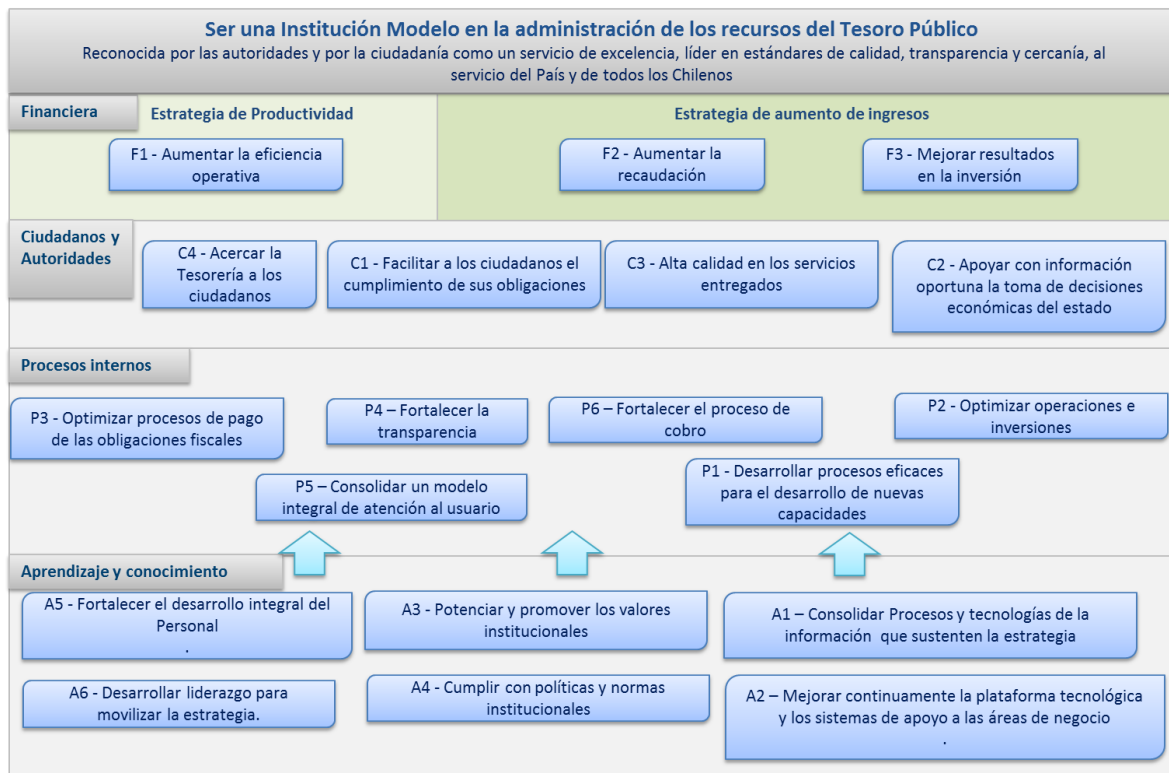 Ser una Institución Modelo en la administración de los recursos del Tesoro Público
Reconocida por las autoridades y por la ciudadanía como un servicio de excelencia, líder en estándares de calidad, transparencia y cercanía, al
servicio del País y de todos los Chilenos
Financiera
Estrategia de Productividad
Estrategia de aumento de ingresos
F1 - Aumentar la eficiencia
operativa
F2 - Aumentar la
recaudación
F3 - Mejorar resultados
en la inversión
Ciudadanos y
Autoridades
C4 - Acercar la
Tesorería a los
ciudadanos
C1 - Facilitar a los ciudadanos el
cumplimiento de sus obligaciones
C3 - Alta calidad en los servicios
entregados
C2 - Apoyar con información
oportuna la toma de decisiones
económicas del estado
Procesos internos
P3 - Optimizar procesos de pago
de las obligaciones fiscales
P4 – Fortalecer la
transparencia
P6 – Fortalecer el proceso de
cobro
P2 - Optimizar operaciones e
inversiones
P5 – Consolidar un modelo
integral de atención al usuario
P1 - Desarrollar procesos eficaces
para el desarrollo de nuevas
capacidades
Aprendizaje y conocimiento
A5 - Fortalecer el desarrollo integral del
Personal
.
A3 - Potenciar y promover los valores
institucionales
A1 – Consolidar Procesos y tecnologías de la
información que sustenten la estrategia
A6 - Desarrollar liderazgo para
movilizar la estrategia.
A4 - Cumplir con políticas y normas
institucionales
A2 – Mejorar continuamente la plataforma tecnológica
y los sistemas de apoyo a las áreas de negocio
.